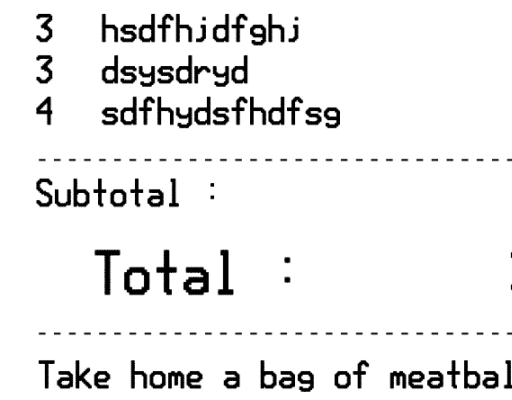 3 hsdfhjdfghj
3 dsysdryd
4 sdfhydsfhdfsg
--------------------------------
Subtotal :
Total :
--------------------------------
Take home a bag of meatbal